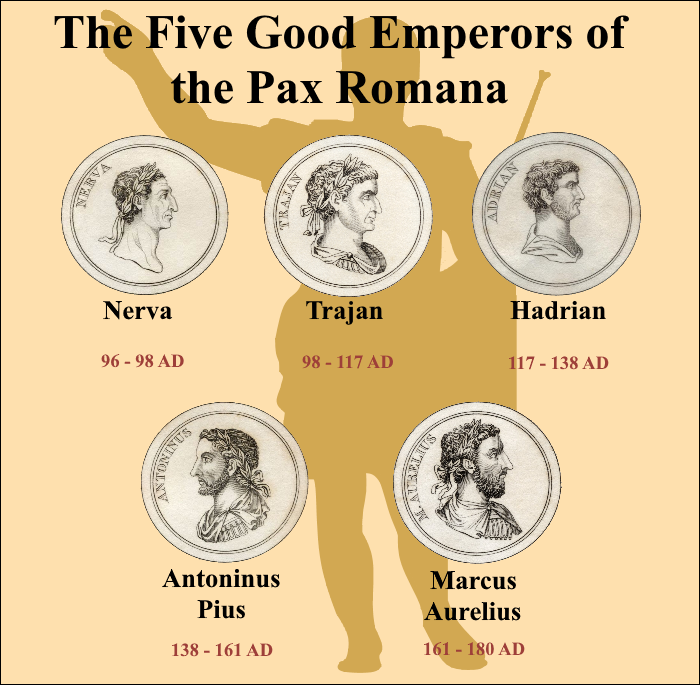 The Five Good Emperors of
the Pax Romana
NERVA
TRAJAN
ADRIAN
Nerva
Trajan
Hadrian
96 - 98 AD
98 - 117 AD
117 - 138 AD
ANTONINUS
M. AURELIUS
Antoninus
Pius
Marcus
Aurelius
138 - 161 AD
161 - 180 AD